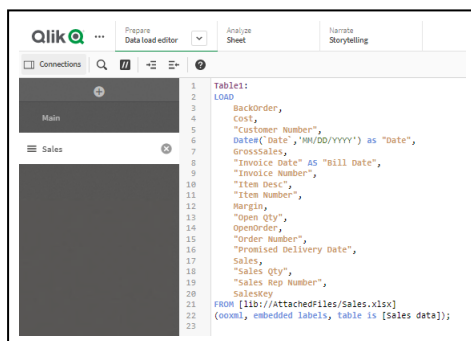 Qlik
...
Prepare
Data load editor
Analyze
Sheet
Narrate
Storytelling
Connections
Main
Sales
1 Table1:
2 LOAD
3 BackOrder,
4 Cost,
5 "Customer Number",
6 Date#(`Date`,'MM/DD/YYYY') as "Date",
7 GrossSales,
8 "Invoice Date" AS "Bill Date",
9 "Invoice Number",
10 "Item Desc",
11 "Item Number",
12 Margin,
13 "Open Qty",
14 OpenOrder,
15 "Order Number",
16 "Promised Delivery Date",
17 Sales,
18 "Sales Qty",
19 "Sales Rep Number",
20 SalesKey
21 FROM [lib://AttachedFiles/Sales.xlsx]
22 (ooxml, embedded labels, table is [Sales data]);
23